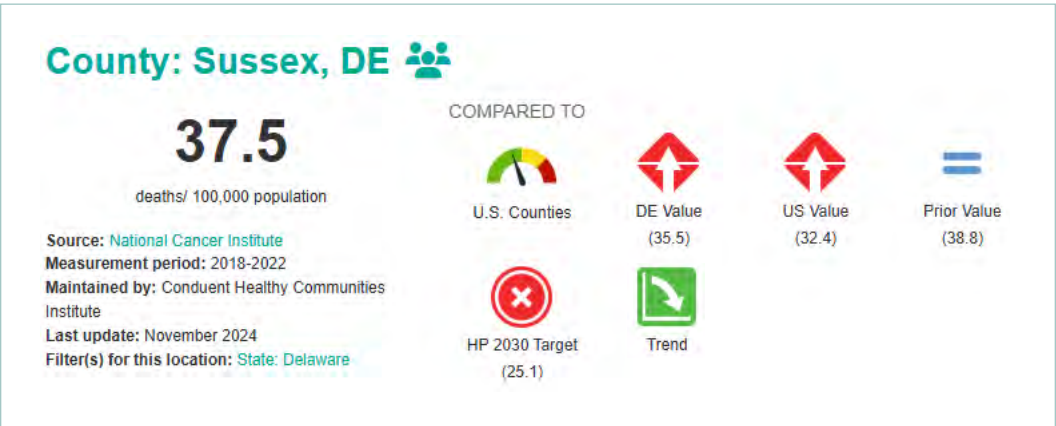 County: Sussex, DE
37.5
deaths/ 100,000 population
Source: National Cancer Institute
Measurement period: 2018-2022
Maintained by: Conduent Healthy Communities
Institute
Last update: November 2024
Filter(s) for this location: State: Delaware
COMPARED TO
U.S. Counties
DE Value
(35.5)
US Value
(32.4)
Prior Value
(38.8)
HP 2030 Target
(25.1)
Trend